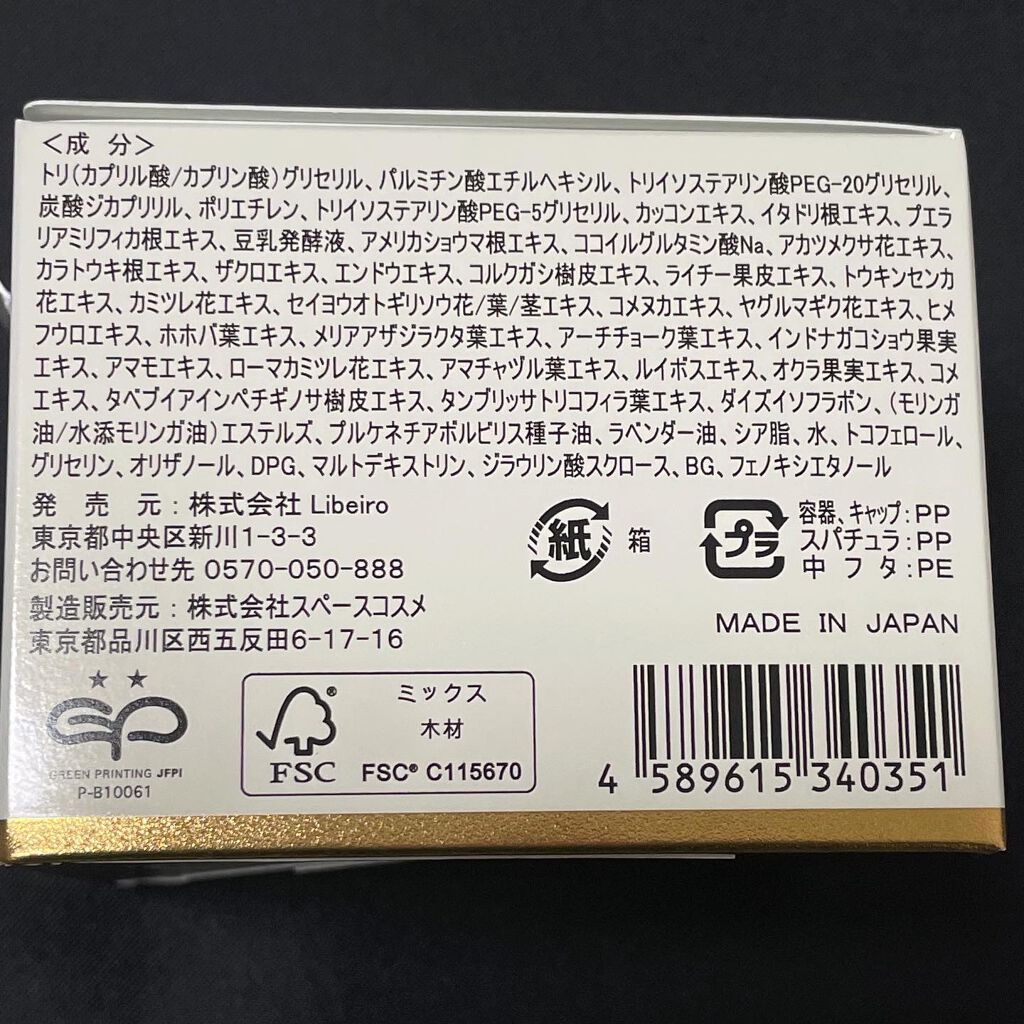 <成 分>
トリ(カプリル酸/カプリン酸)グリセリル、パルミチン酸エチルヘキシル、トリイソステアリン酸PEG-20グリセリル、
炭酸ジカプリリル、ポリエチレン、トリイソステアリン酸PEG-5グリセリル、カッコンエキス、イタドリ根エキス、プエラ
リアミリフィカ根エキス、豆乳発酵液、アメリカショウマ根エキス、ココイルグルタミン酸Na、アカツメクサ花エキス、
カラトウキ根エキス、ザクロエキス、エンドウエキス、コルクガシ樹皮エキス、ライチー果皮エキス、トウキンセンカ
花エキス、カミツレ花エキス、セイヨウオトギリソウ花/葉/茎エキス、コメヌカエキス、ヤグルマギク花エキス、ヒメ
フウロエキス、ホホバ葉エキス、メリアアザジラクタ葉エキス、アーチチョーク葉エキス、インドナガコショウ果実
エキス、アマモエキス、ローマカミツレ花エキス、アマチャヅル葉エキス、ルイボスエキス、オクラ果実エキス、コメ
エキス、タベブイアインペチギノサ樹皮エキス、タンブリッサトリコフィラ葉エキス、ダイズイソフラボン、(モリンガ
油/水添モリンガ油)エステルズ、プルケネチアボルビリス種子油、ラベンダー油、シア脂、水、トコフェロール、
グリセリン、オリザノール、DPG、マルトデキストリン、ジラウリン酸スクロース、BG、フェノキシエタノール
発 売 元:株式会社 Libeiro
東京都中央区新川1-3-3
お問い合わせ先 0570-050-888
製造販売元:株式会社スペースコスメ
東京都品川区西五反田6-17-16
紙 箱
プラ
容器、キャップ:PP
スパチュラ:PP
中 フ タ:PE
MADE IN JAPAN
GREEN PRINTING JFPI
P-B10061
FSC
ミックス
木材
FSC® C115670
4 589615 340351